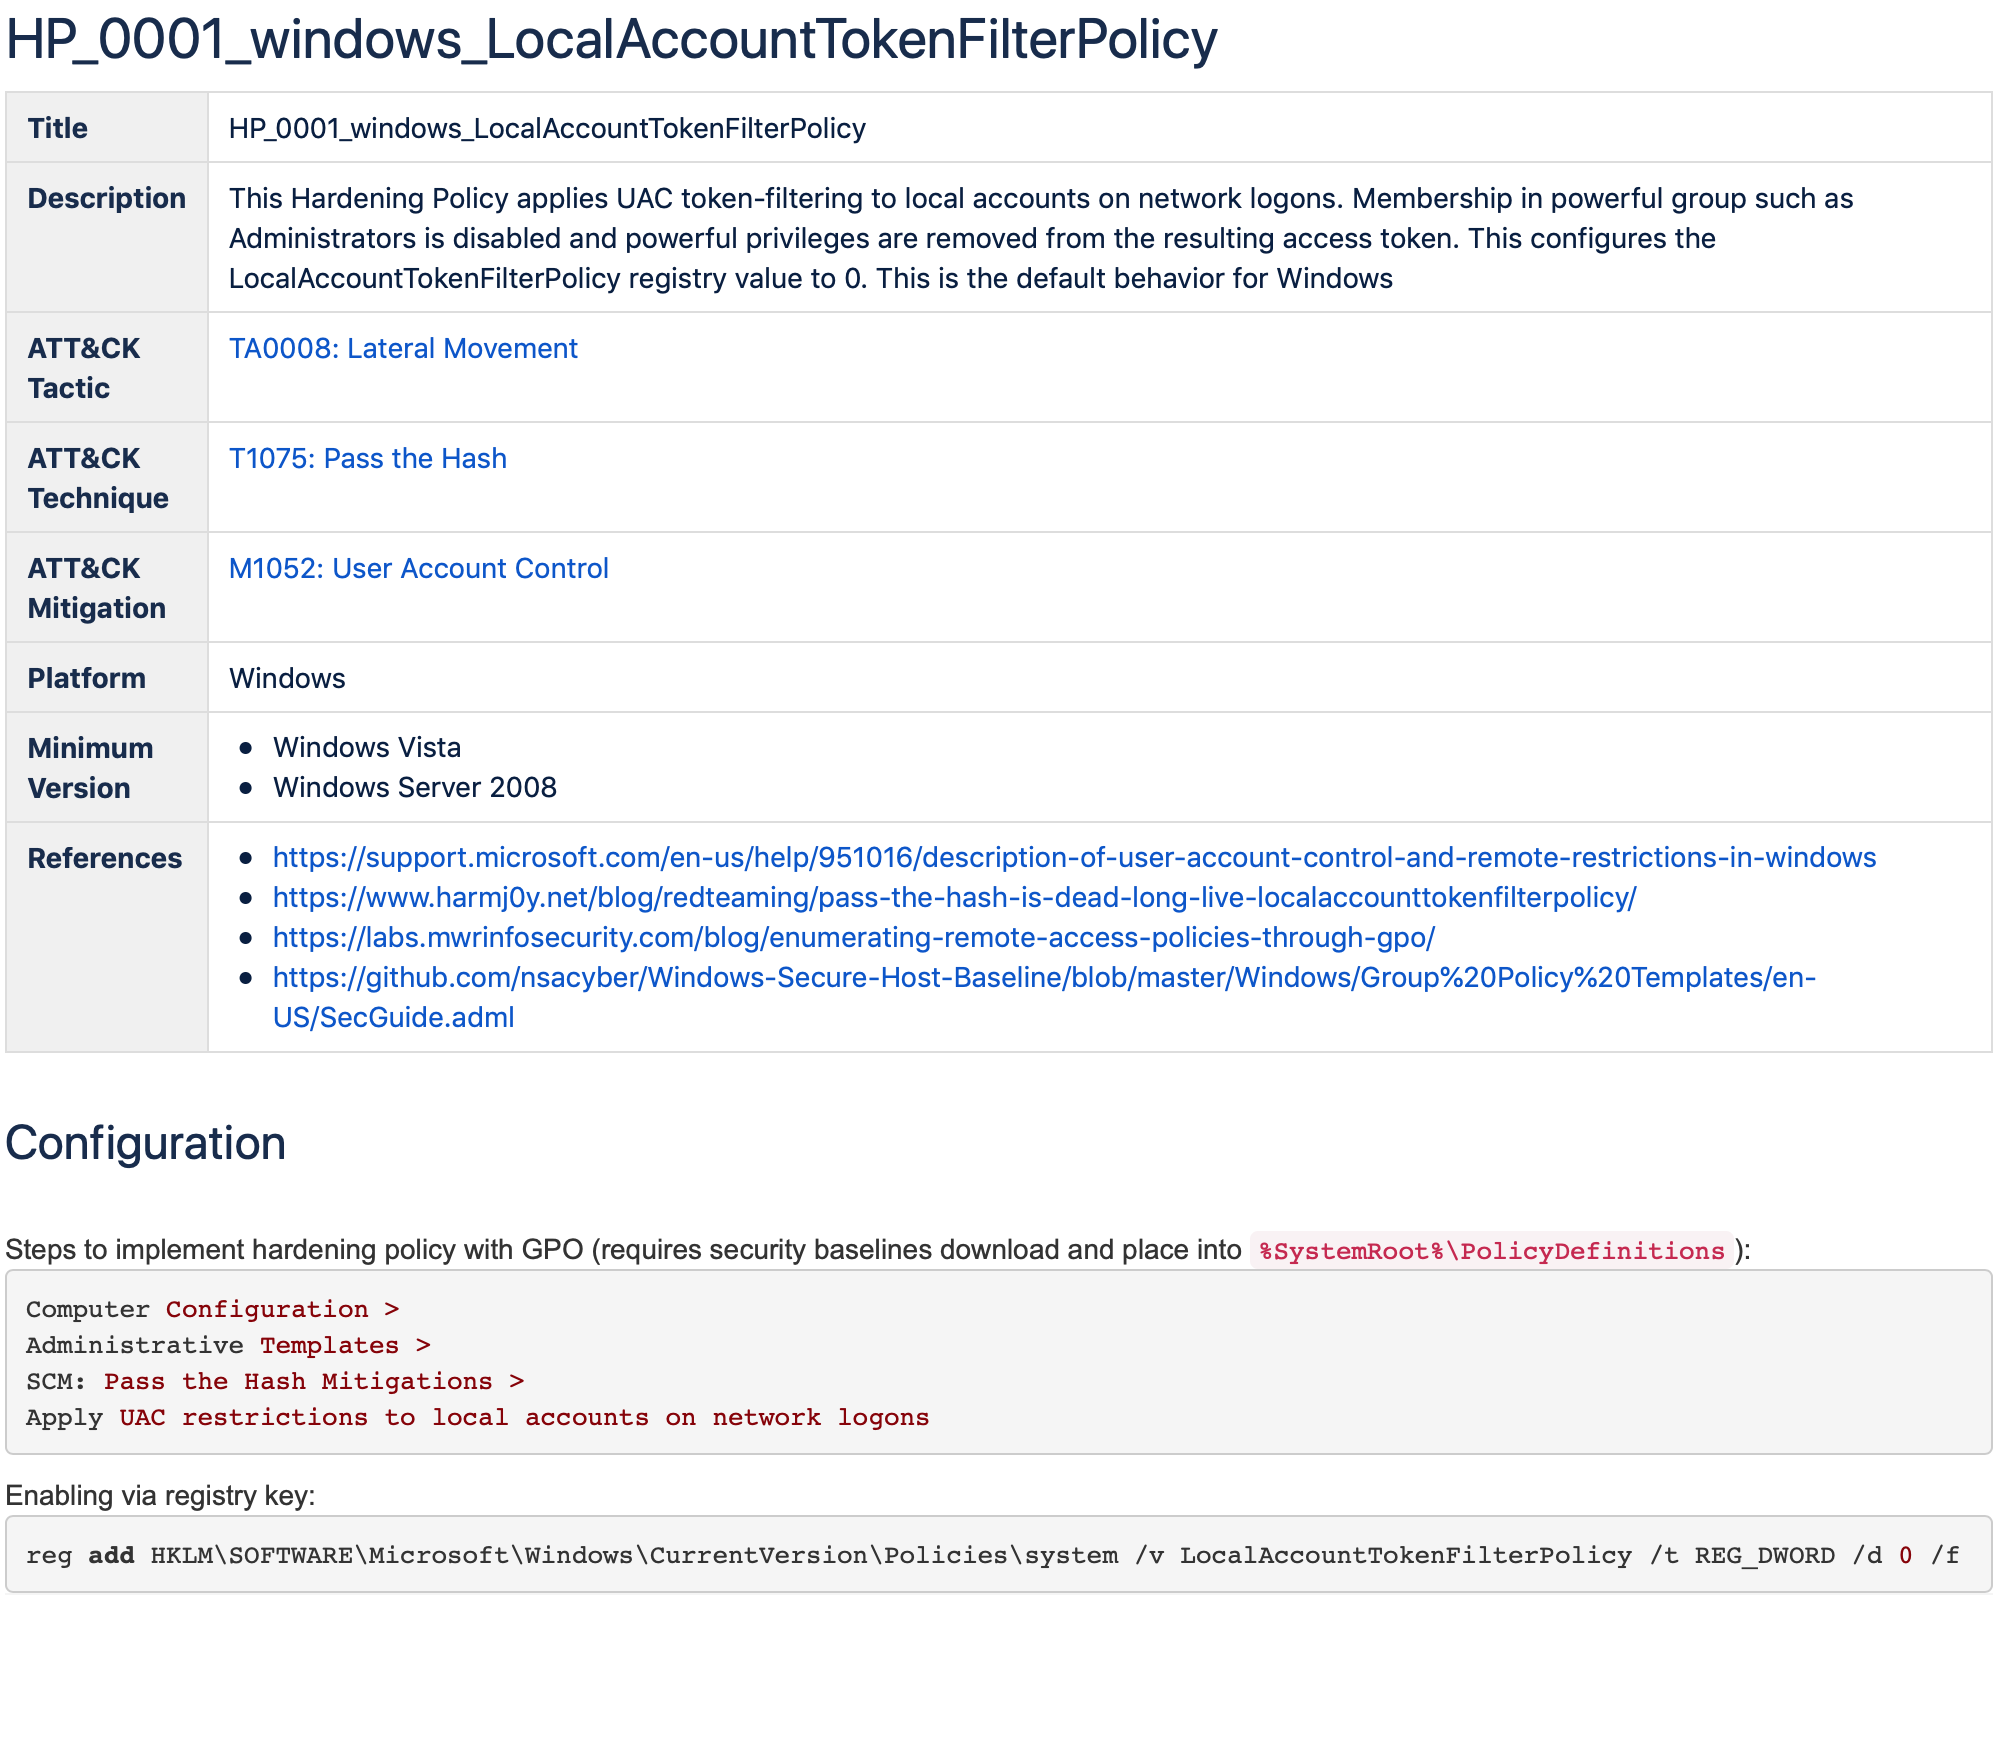 HP_0001_windows_LocalAccountTokenFilterPolicy
Title
HP_0001_windows_LocalAccountTokenFilterPolicy
Description
This Hardening Policy applies UAC token-filtering to local accounts on network logons. Membership in powerful group such as
Administrators is disabled and powerful privileges are removed from the resulting access token. This configures the
LocalAccountTokenFilterPolicy registry value to 0. This is the default behavior for Windows
ATT&CK
Tactic
TA0008: Lateral Movement
ATT&CK
Technique
T1075: Pass the Hash
ATT&CK
Mitigation
M1052: User Account Control
Platform
Windows
Minimum
Version
● Windows Vista
● Windows Server 2008
References
● https://support.microsoft.com/en-us/help/951016/description-of-user-account-control-and-remote-restrictions-in-windows
● https://www.harmj0y.net/blog/redteaming/pass-the-hash-is-dead-long-live-localaccounttokenfilterpolicy/
● https://labs.mwrinfosecurity.com/blog/enumerating-remote-access-policies-through-gpo/
● https://github.com/nsacyber/Windows-Secure-Host-Baseline/blob/master/Windows/Group%20Policy%20Templates/en-
US/SecGuide.adml
Configuration
Steps to implement hardening policy with GPO (requires security baselines download and place into %SystemRoot%\PolicyDefinitions ):
Computer Configuration >
Administrative Templates >
SCM: Pass the Hash Mitigations >
Apply UAC restrictions to local accounts on network logons
Enabling via registry key:
reg add HKLM\SOFTWARE\Microsoft\Windows\CurrentVersion\Policies\system /v LocalAccountTokenFilterPolicy /t REG_DWORD /d 0 /f